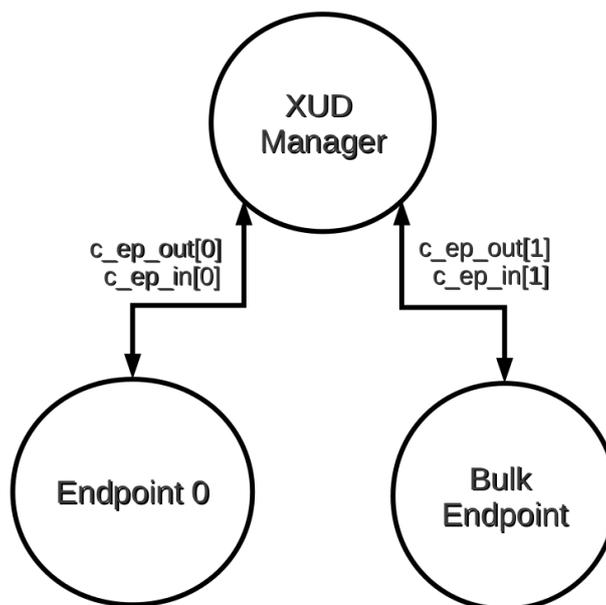 XUD
Manager
c_ep_out[0]
c_ep_in[0]
c_ep_out[1]
c_ep_in[1]
Endpoint 0
Bulk
Endpoint